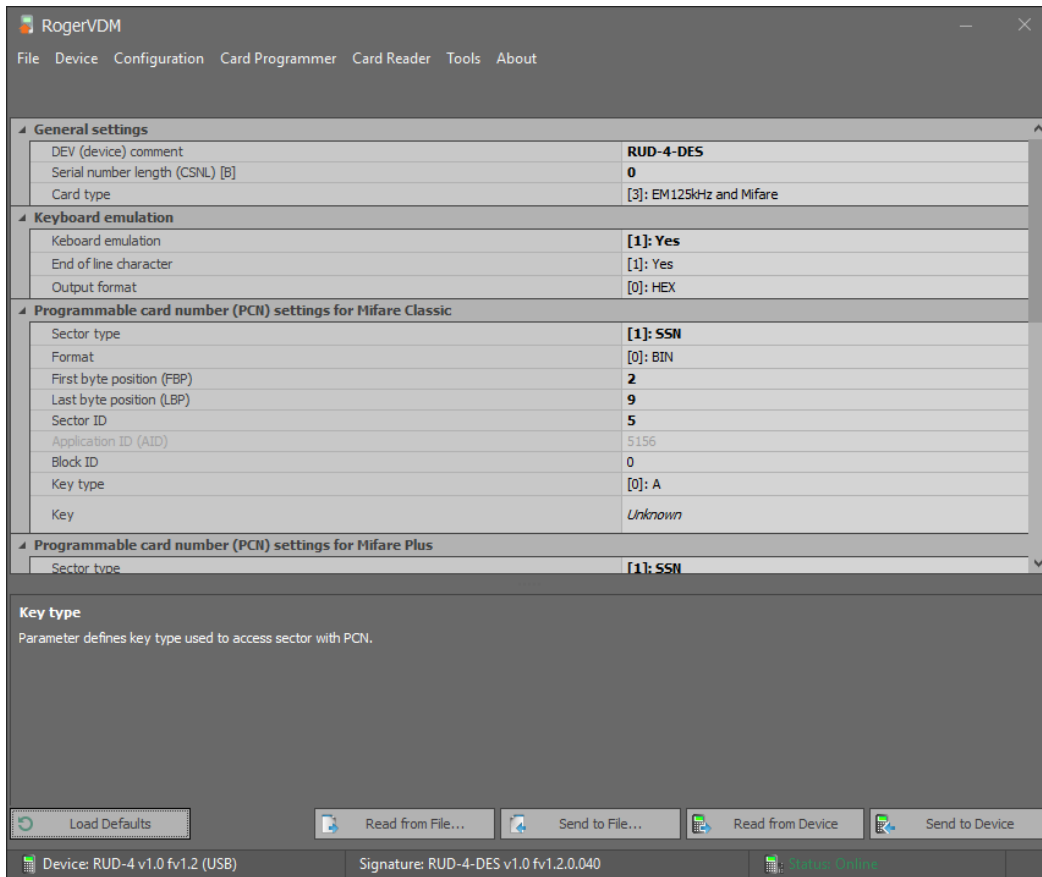 RogerVDM
File Device Configuration Card Programmer Card Reader Tools About
General settings
DEV (device) comment RUD-4-DES
Serial number length (CSNL) [B] 0
Card type [3]: EM125kHz and Mifare
Keyboard emulation
Keboard emulation [1]: Yes
End of line character [1]: Yes
Output format [0]: HEX
Programmable card number (PCN) settings for Mifare Classic
Sector type [1]: SSN
Format [0]: BIN
First byte position (FBP) 2
Last byte position (LBP) 9
Sector ID 5
Application ID (AID) 5156
Block ID 0
Key type [0]: A
Key Unknown
Programmable card number (PCN) settings for Mifare Plus
Sector type [1]: SSN
Key type
Parameter defines key type used to access sector with PCN.
Load Defaults Read from File... Send to File... Read from Device Send to Device
Device: RUD-4 v1.0 fv1.2 (USB) Signature: RUD-4-DES v1.0 fv1.2.0.040 Status: Online